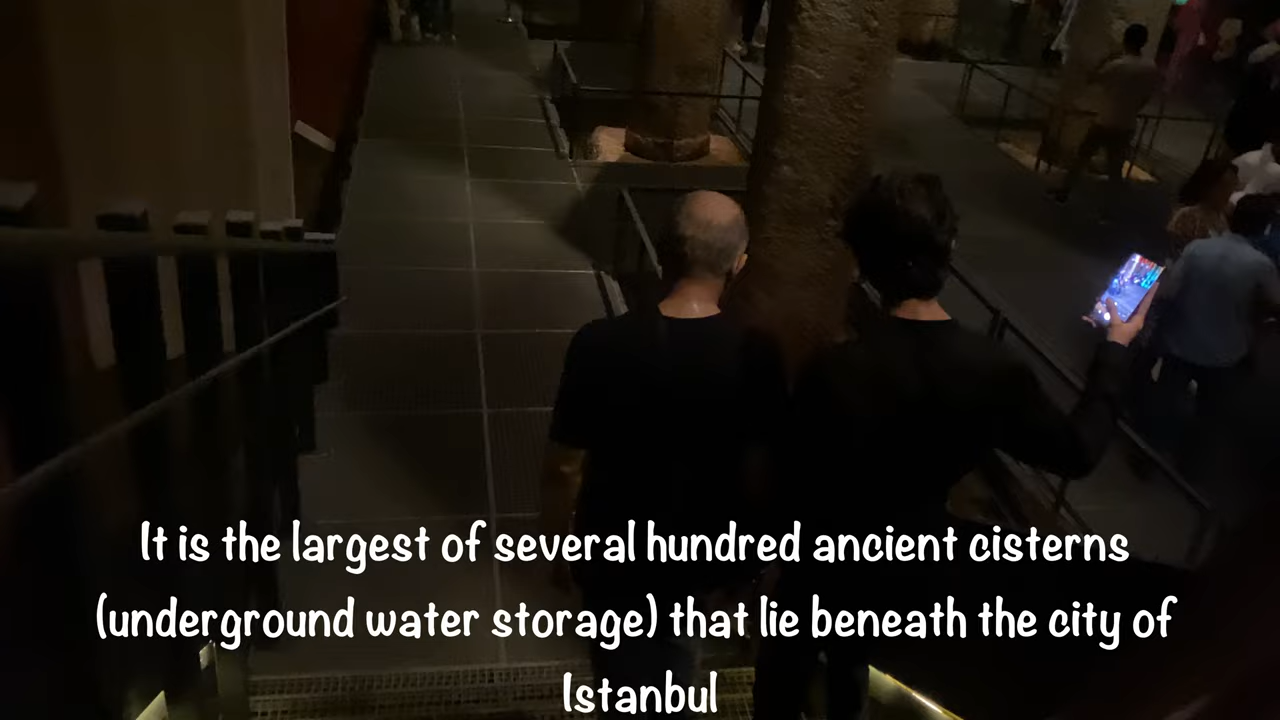 It is the largest of several hundred ancient cisterns
(underground water storage) that lie beneath the city of
Istanbul